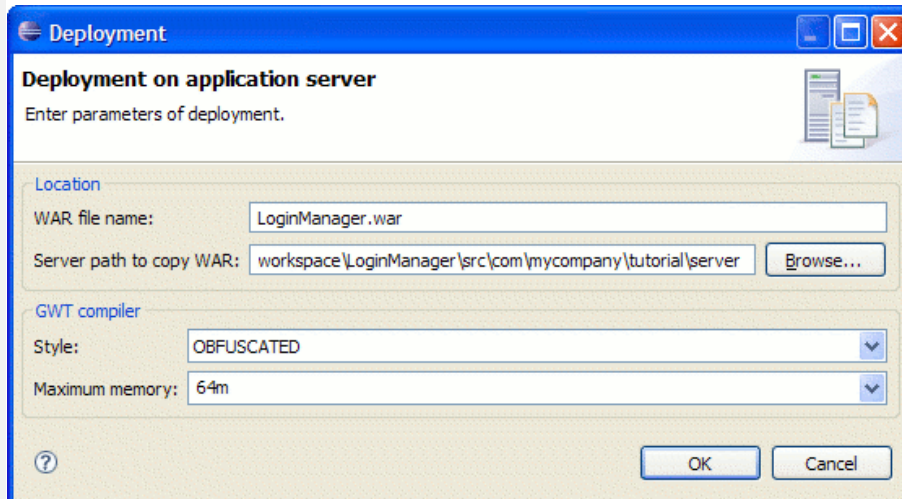 Deployment
Deployment on application server
Enter parameters of deployment.
Location
WAR file name: LoginManager.war
Server path to copy WAR: workspace\LoginManager\src\com\mycompany\tutorial\server Browse...
GWT compiler
Style: OBFUSCATED
Maximum memory: 64m
? OK Cancel